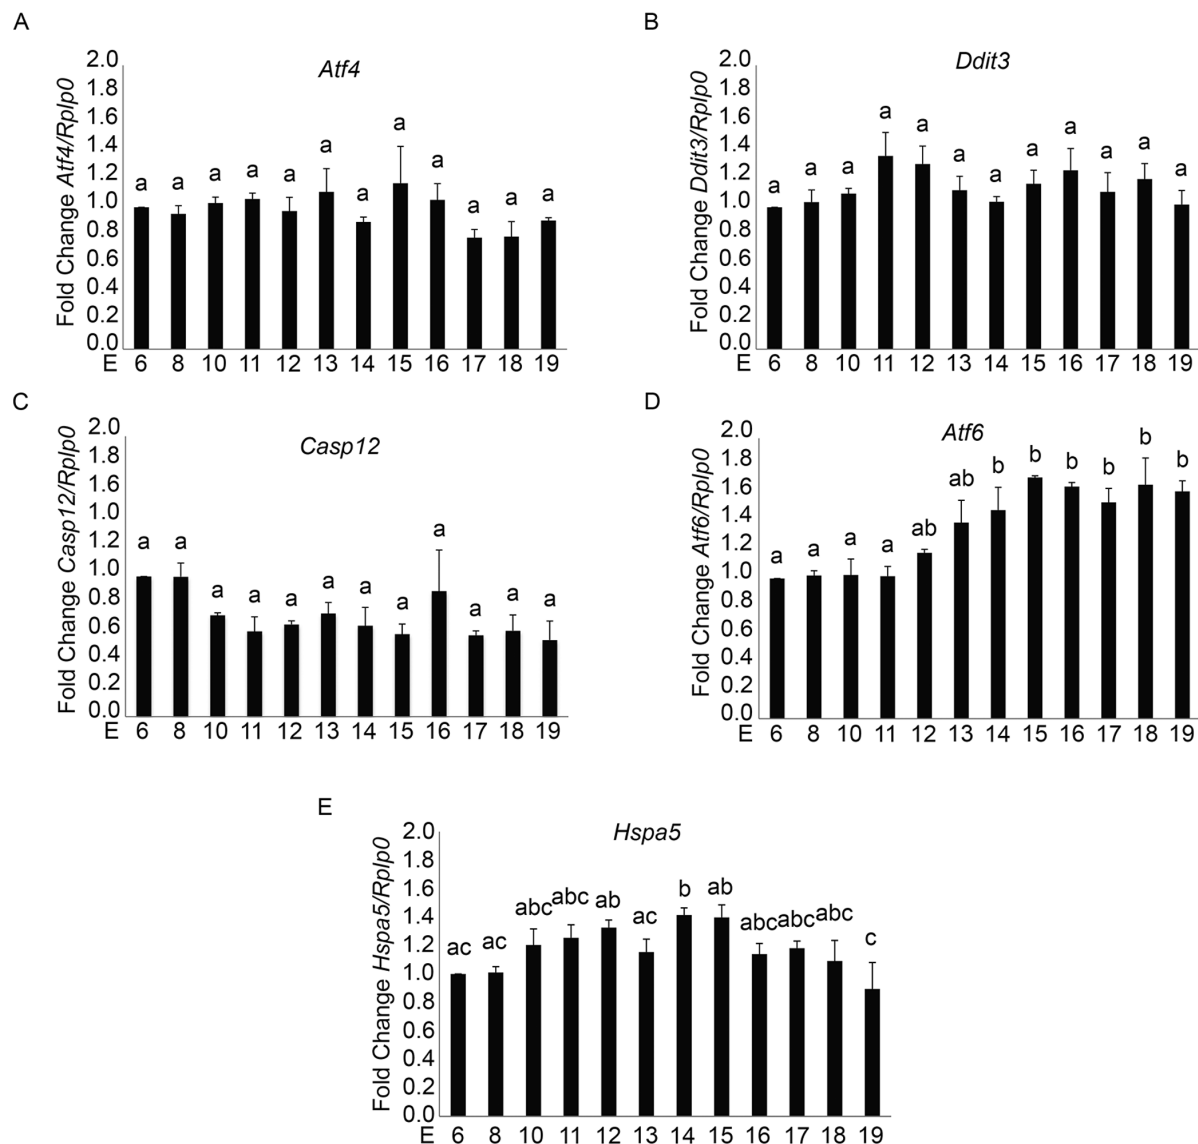 A
Atf4
Fold Change Atf4/Rplp0
2.0
1.8
1.6
1.4
1.2
1.0
0.8
0.6
0.4
0.2
0.0
a a a a a a a a a a a a
E 6 8 10 11 12 13 14 15 16 17 18 19
B
Ddit3
Fold Change Ddit3/Rplp0
2.0
1.8
1.6
1.4
1.2
1.0
0.8
0.6
0.4
0.2
0.0
a a a a a a a a a a a a
E 6 8 10 11 12 13 14 15 16 17 18 19
C
Casp12
Fold Change Casp12/Rplp0
2.0
1.8
1.6
1.4
1.2
1.0
0.8
0.6
0.4
0.2
0.0
a a a a a a a a a a a a
E 6 8 10 11 12 13 14 15 16 17 18 19
D
Atf6
Fold Change Atf6/Rplp0
2.0
1.8
1.6
1.4
1.2
1.0
0.8
0.6
0.4
0.2
0.0
a a a a ab ab b b b b b b
E 6 8 10 11 12 13 14 15 16 17 18 19
E
Hspa5
Fold Change Hspa5/Rplp0
2.0
1.8
1.6
1.4
1.2
1.0
0.8
0.6
0.4
0.2
0.0
ac ac abc abc ab ac b ab abc abc abc c
E 6 8 10 11 12 13 14 15 16 17 18 19